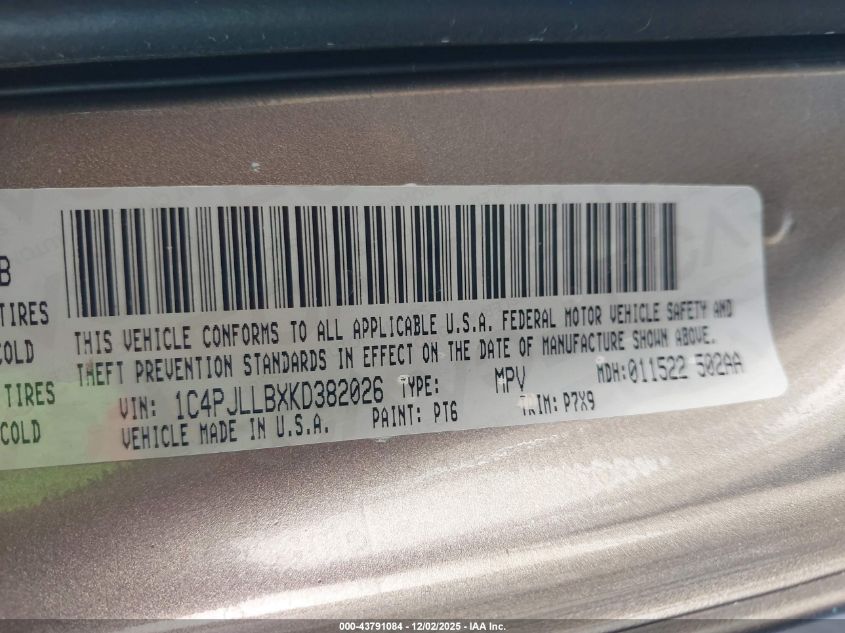 B
TIRES
COLD
TIRES
COLD
THIS VEHICLE CONFORMS TO ALL APPLICABLE U.S.A. FEDERAL MOTOR VEHICLE SAFETY AND
THEFT PREVENTION STANDARDS IN EFFECT ON THE DATE OF MANUFACTURE SHOWN ABOVE.
VIN: 1C4PJLLBXKD382026 TYPE: MPV MDH:011522 502AA
VEHICLE MADE IN U.S.A. PAINT: PT6 TRIM: P7X9
000-43791084 - 12/02/2025 - IAA Inc.